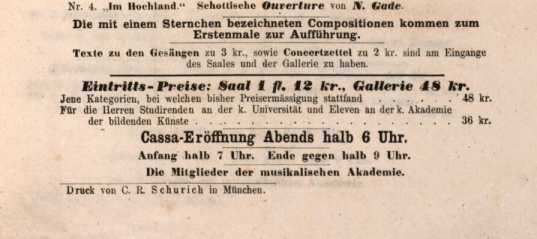 Nr. 4. „Im Hochland." Schottische Ouverture von N. Gade.
Die mit einem Sternchen bezeichneten Compositionen kommen zum
Erstenmale zur Aufführung.
Texte zu den Gesängen zu 3 kr., sowie Concertzettel zu 2 kr. sind am Eingange
des Saales und der Gallerie zu haben.
Eintritts-Preise: Saal 1 fl. 12 kr., Gallerie 48 kr.
Jene Kategorien, bei welchen bisher Preisermässigung stattfand . . . . . . . 48 kr.
Für die Herren Studirenden an der k. Universität und Eleven an der k. Akademie
der bildenden Künste . . . . . . . . . . . . . . . . . . . . 36 kr.
Cassa-Eröffnung Abends halb 6 Uhr.
Anfang halb 7 Uhr. Ende gegen halb 9 Uhr.
Die Mitglieder der musikalischen Akademie.
Druck von C. R. Schurich in München.